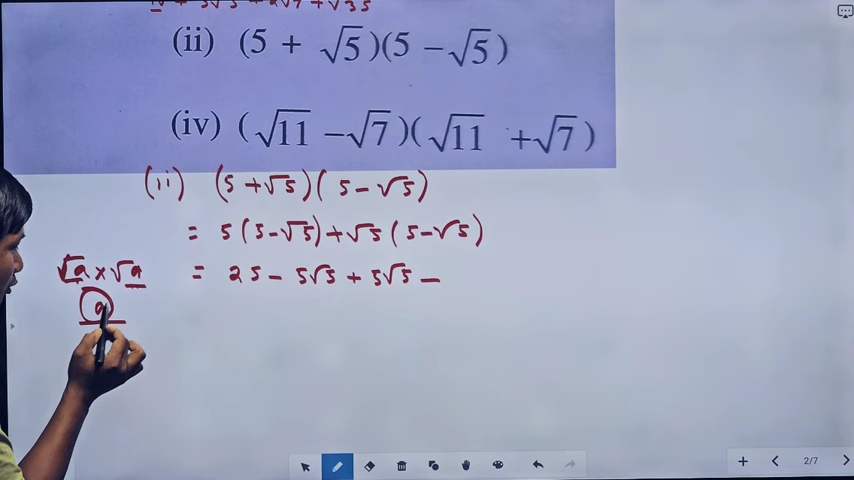 (ii) (5 + √5)(5 − √5)
(iv) (√11 − √7)(√11 + √7)
(ii) (5 + √5)(5 − √5)
= 5(5 − √5) + √5(5 − √5)
√a × √a = 25 − 5√5 + 5√5 −
a
2/7